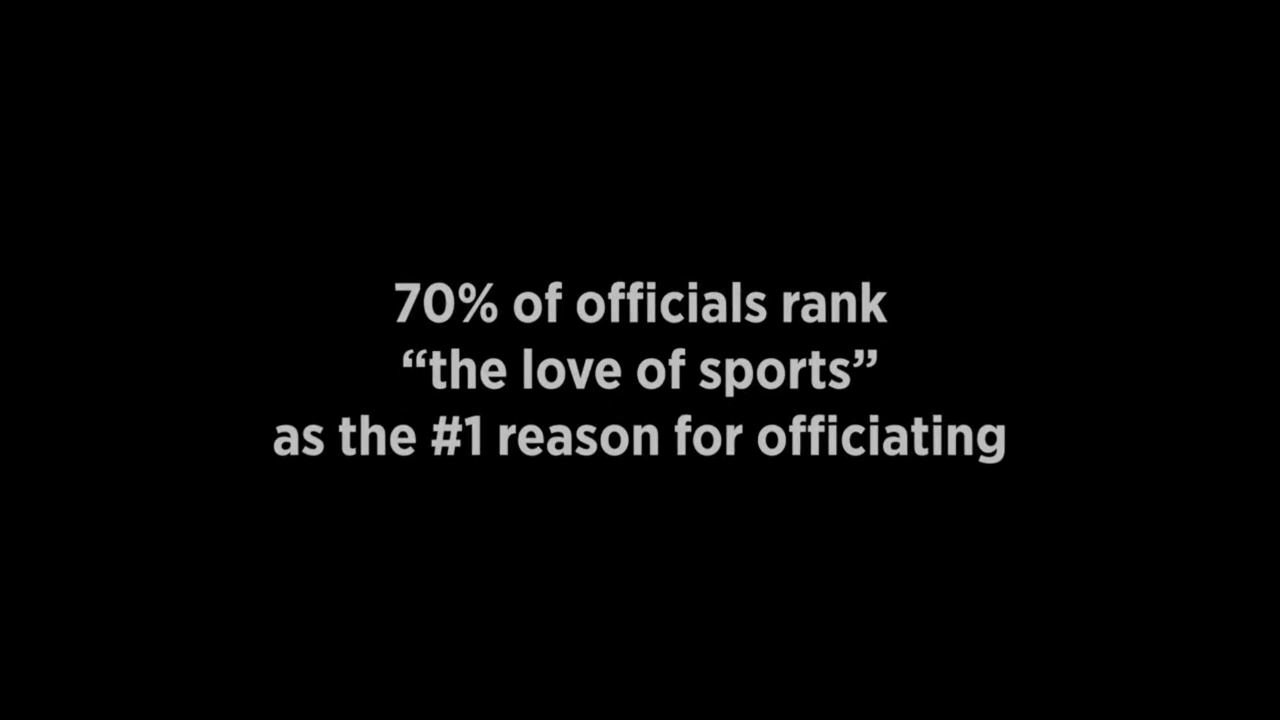 70% of officials rank
“the love of sports”
as the #1 reason for officiating